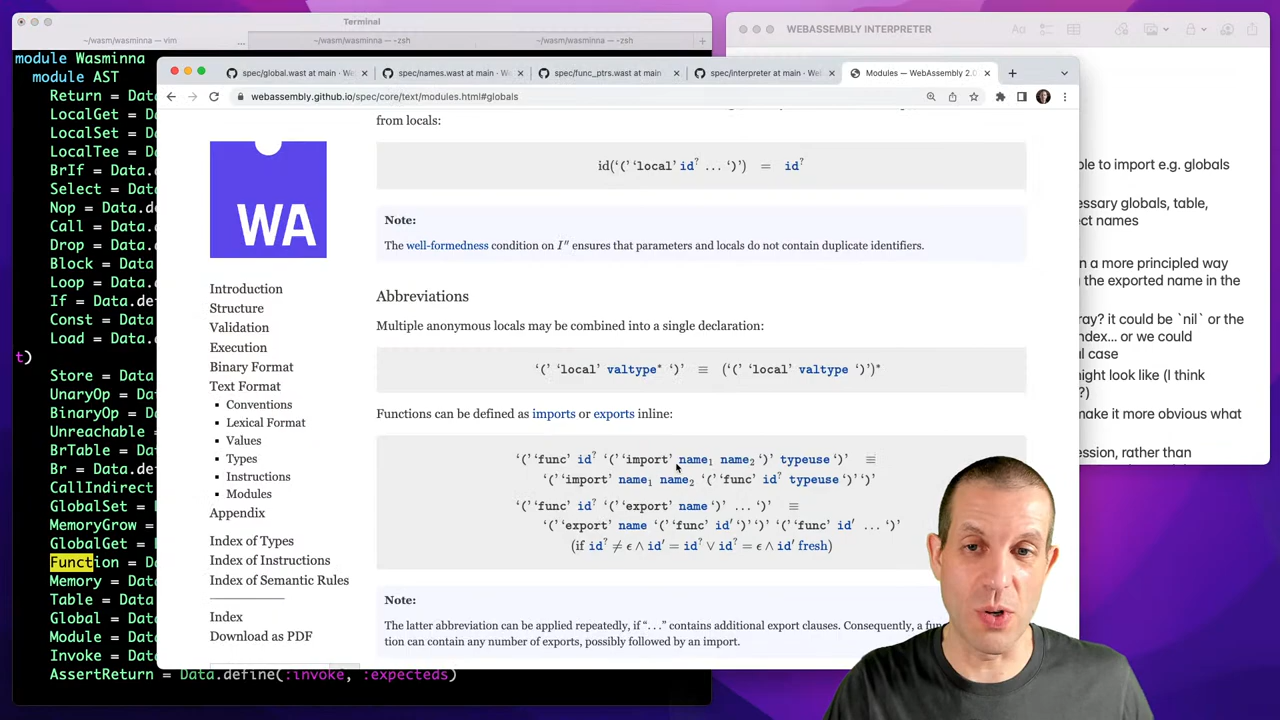 Terminal
~/wasm/wasminna — vim
...
~/wasm/wasminna — -zsh
~/wasm/wasminna — -zsh
+
WEBASSEMBLY INTERPRETER
Aa
module Wasminna
module AST
Return = Data
LocalGet = Data
LocalSet = Data
LocalTee = Data
BrIf = Data.d
Select = Data
Nop = Data.de
Call = Data.d
Drop = Data.d
Block = Data.
Loop = Data.d
If = Data.def
Const = Data.
Load = Data.d
t)
Store = Data
UnaryOp = Dat
BinaryOp = Da
Unreachable =
BrTable = Dat
Br = Data.de
CallIndirect
GlobalSet = D
MemoryGrow =
GlobalGet = D
Function = Da
Memory = Data
Table = Data
Global = Data
Module = Data
Invoke = Data
AssertReturn = Data.define(:invoke, :expecteds)
spec/global.wast at main · We
spec/names.wast at main · W
spec/func_ptrs.wast at main ·
spec/interpreter at main · We
Modules — WebAssembly 2.0
webassembly.github.io/spec/core/text/modules.html#globals
WA
Introduction
Structure
Validation
Execution
Binary Format
Text Format
Conventions
Lexical Format
Values
Types
Instructions
Modules
Appendix
Index of Types
Index of Instructions
Index of Semantic Rules
Index
Download as PDF
from locals:
id(‘(’ ‘local’ id? … ‘)’) = id?
Note:
The well-formedness condition on I′′ ensures that parameters and locals do not contain duplicate identifiers.
Abbreviations
Multiple anonymous locals may be combined into a single declaration:
‘(’ ‘local’ valtype* ‘)’ ≡ (‘(’ ‘local’ valtype ‘)’)*
Functions can be defined as imports or exports inline:
‘(’ ‘func’ id? ‘(’ ‘import’ name₁ name₂ ‘)’ typeuse ‘)’ ≡
‘(’ ‘import’ name₁ name₂ ‘(’ ‘func’ id? typeuse ‘)’ ‘)’
‘(’ ‘func’ id? ‘(’ ‘export’ name ‘)’ … ‘)’ ≡
‘(’ ‘export’ name ‘(’ ‘func’ id′ ‘)’ ‘)’ ‘(’ ‘func’ id′ … ‘)’
(if id? ≠ ϵ ∧ id′ = id? ∨ id? = ϵ ∧ id′ fresh)
Note:
The latter abbreviation can be applied repeatedly, if “…” contains additional export clauses. Consequently, a func
tion can contain any number of exports, possibly followed by an import.
ble to import e.g. globals
essary globals, table,
ct names
n a more principled way
the exported name in the
ray? it could be `nil` or the
index... or we could
l case
night look like (I think
?)
make it more obvious what
ession, rather than